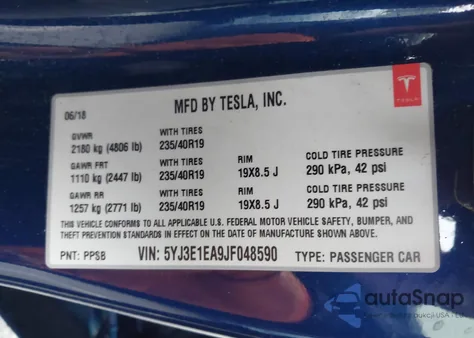 06/18
MFD BY TESLA, INC.
TESLA
GVWR WITH TIRES
2180 kg (4806 lb) 235/40R19
GAWR FRT WITH TIRES RIM COLD TIRE PRESSURE
1110 kg (2447 lb) 235/40R19 19X8.5 J 290 kPa, 42 psi
GAWR RR WITH TIRES RIM COLD TIRE PRESSURE
1257 kg (2771 lb) 235/40R19 19X8.5 J 290 kPa, 42 psi
THIS VEHICLE CONFORMS TO ALL APPLICABLE U.S. FEDERAL MOTOR VEHICLE SAFETY, BUMPER, AND
THEFT PREVENTION STANDARDS IN EFFECT ON THE DATE OF MANUFACTURE SHOWN ABOVE.
PNT: PPSB VIN: 5YJ3E1EA9JF048590 TYPE: PASSENGER CAR
autoSnap